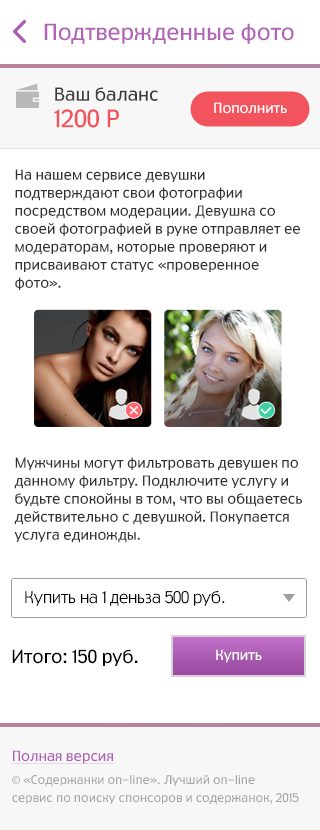 Подтвержденные фото
Ваш баланс
1200 Р
Пополнить
На нашем сервисе девушки
подтверждают свои фотографии
посредством модерации. Девушка со
своей фотографией в руке отправляет ее
модераторам, которые проверяют и
присваивают статус «проверенное
фото».
Мужчины могут фильтровать девушек по
данному фильтру. Подключите услугу и
будьте спокойны в том, что вы общаетесь
действительно с девушкой. Покупается
услуга единожды.
Купить на 1 деньза 500 руб.
Итого: 150 руб.
Купить
Полная версия
© «Содержанки on-line». Лучший on-line
сервис по поиску спонсоров и содержанок, 2015